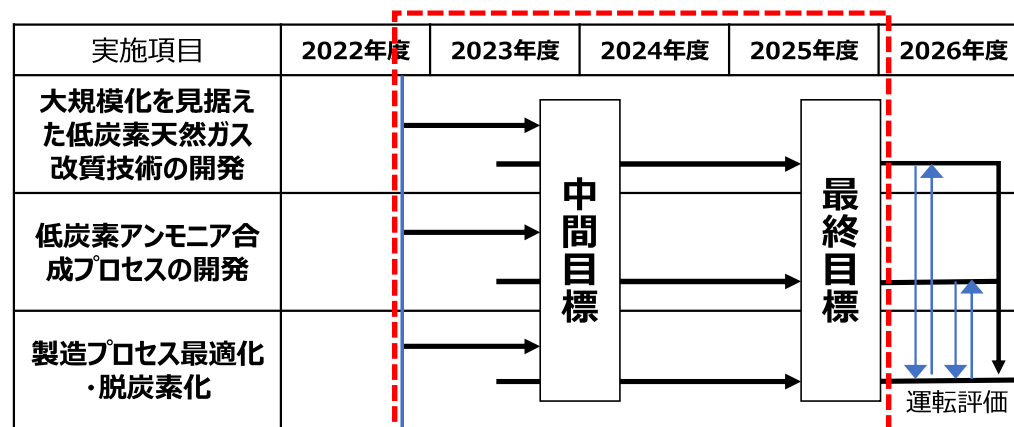 実施項目 2022年度 2023年度 2024年度 2025年度 2026年度
大規模化を見据え
た低炭素天然ガス
改質技術の開発
低炭素アンモニア合
成プロセスの開発
製造プロセス最適化
・脱炭素化
中間目標
最終目標
運転評価